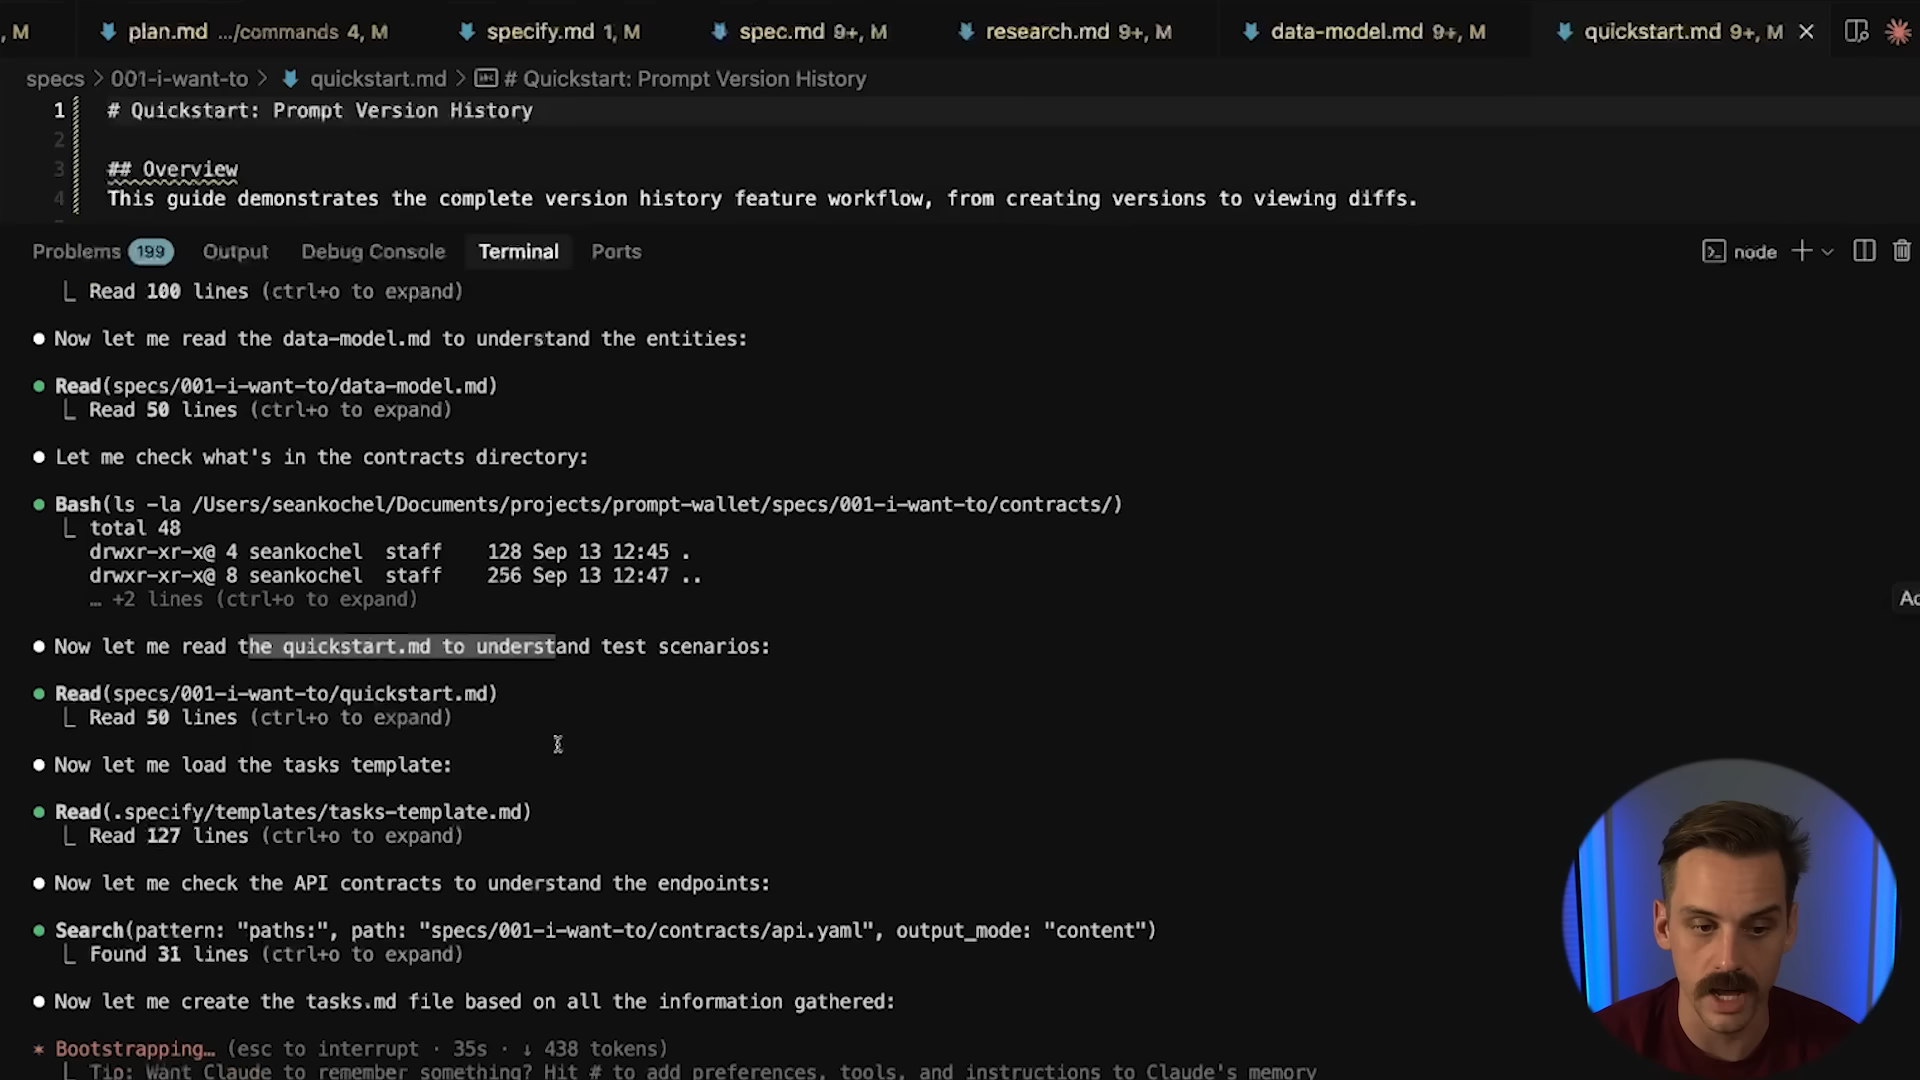 , M
plan.md .../commands 4, M
specify.md 1, M
spec.md 9+, M
research.md 9+, M
data-model.md 9+, M
quickstart.md 9+, M
specs > 001-i-want-to > quickstart.md > # Quickstart: Prompt Version History
1 # Quickstart: Prompt Version History
2
3 ## Overview
4 This guide demonstrates the complete version history feature workflow, from creating versions to viewing diffs.
Problems 199 Output Debug Console Terminal Ports
node
Read 100 lines (ctrl+o to expand)
Now let me read the data-model.md to understand the entities:
Read(specs/001-i-want-to/data-model.md)
Read 50 lines (ctrl+o to expand)
Let me check what's in the contracts directory:
Bash(ls -la /Users/seankochel/Documents/projects/prompt-wallet/specs/001-i-want-to/contracts/)
total 48
drwxr-xr-x@ 4 seankochel  staff    128 Sep 13 12:45 .
drwxr-xr-x@ 8 seankochel  staff    256 Sep 13 12:47 ..
… +2 lines (ctrl+o to expand)
Now let me read the quickstart.md to understand test scenarios:
Read(specs/001-i-want-to/quickstart.md)
Read 50 lines (ctrl+o to expand)
Now let me load the tasks template:
Read(.specify/templates/tasks-template.md)
Read 127 lines (ctrl+o to expand)
Now let me check the API contracts to understand the endpoints:
Search(pattern: "paths:", path: "specs/001-i-want-to/contracts/api.yaml", output_mode: "content")
Found 31 lines (ctrl+o to expand)
Now let me create the tasks.md file based on all the information gathered:
Bootstrapping… (esc to interrupt · 35s · ↓ 438 tokens)
Tip: Want Claude to remember something? Hit # to add preferences, tools, and instructions to Claude's memory